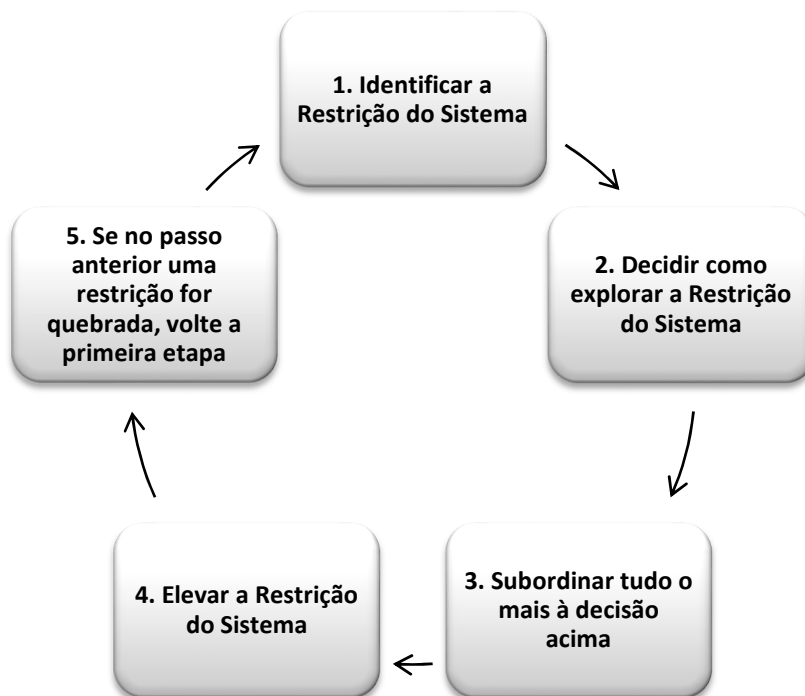 1. Identificar a
Restrição do Sistema
2. Decidir como
explorar a Restrição
do Sistema
3. Subordinar tudo o
mais à decisão
acima
4. Elevar a Restrição
do Sistema
5. Se no passo
anterior uma
restrição for
quebrada, volte a
primeira etapa